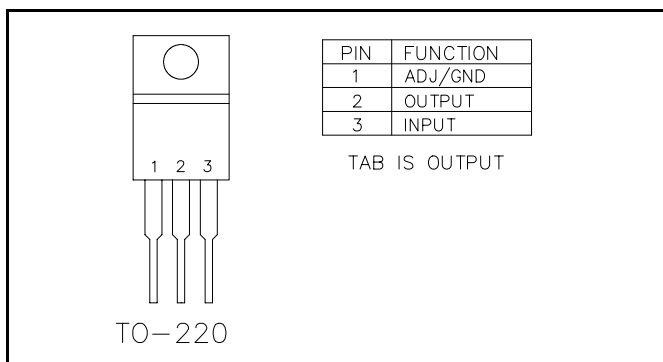 1 2 3
TO-220
PIN FUNCTION
1 ADJ/GND
2 OUTPUT
3 INPUT
TAB IS OUTPUT